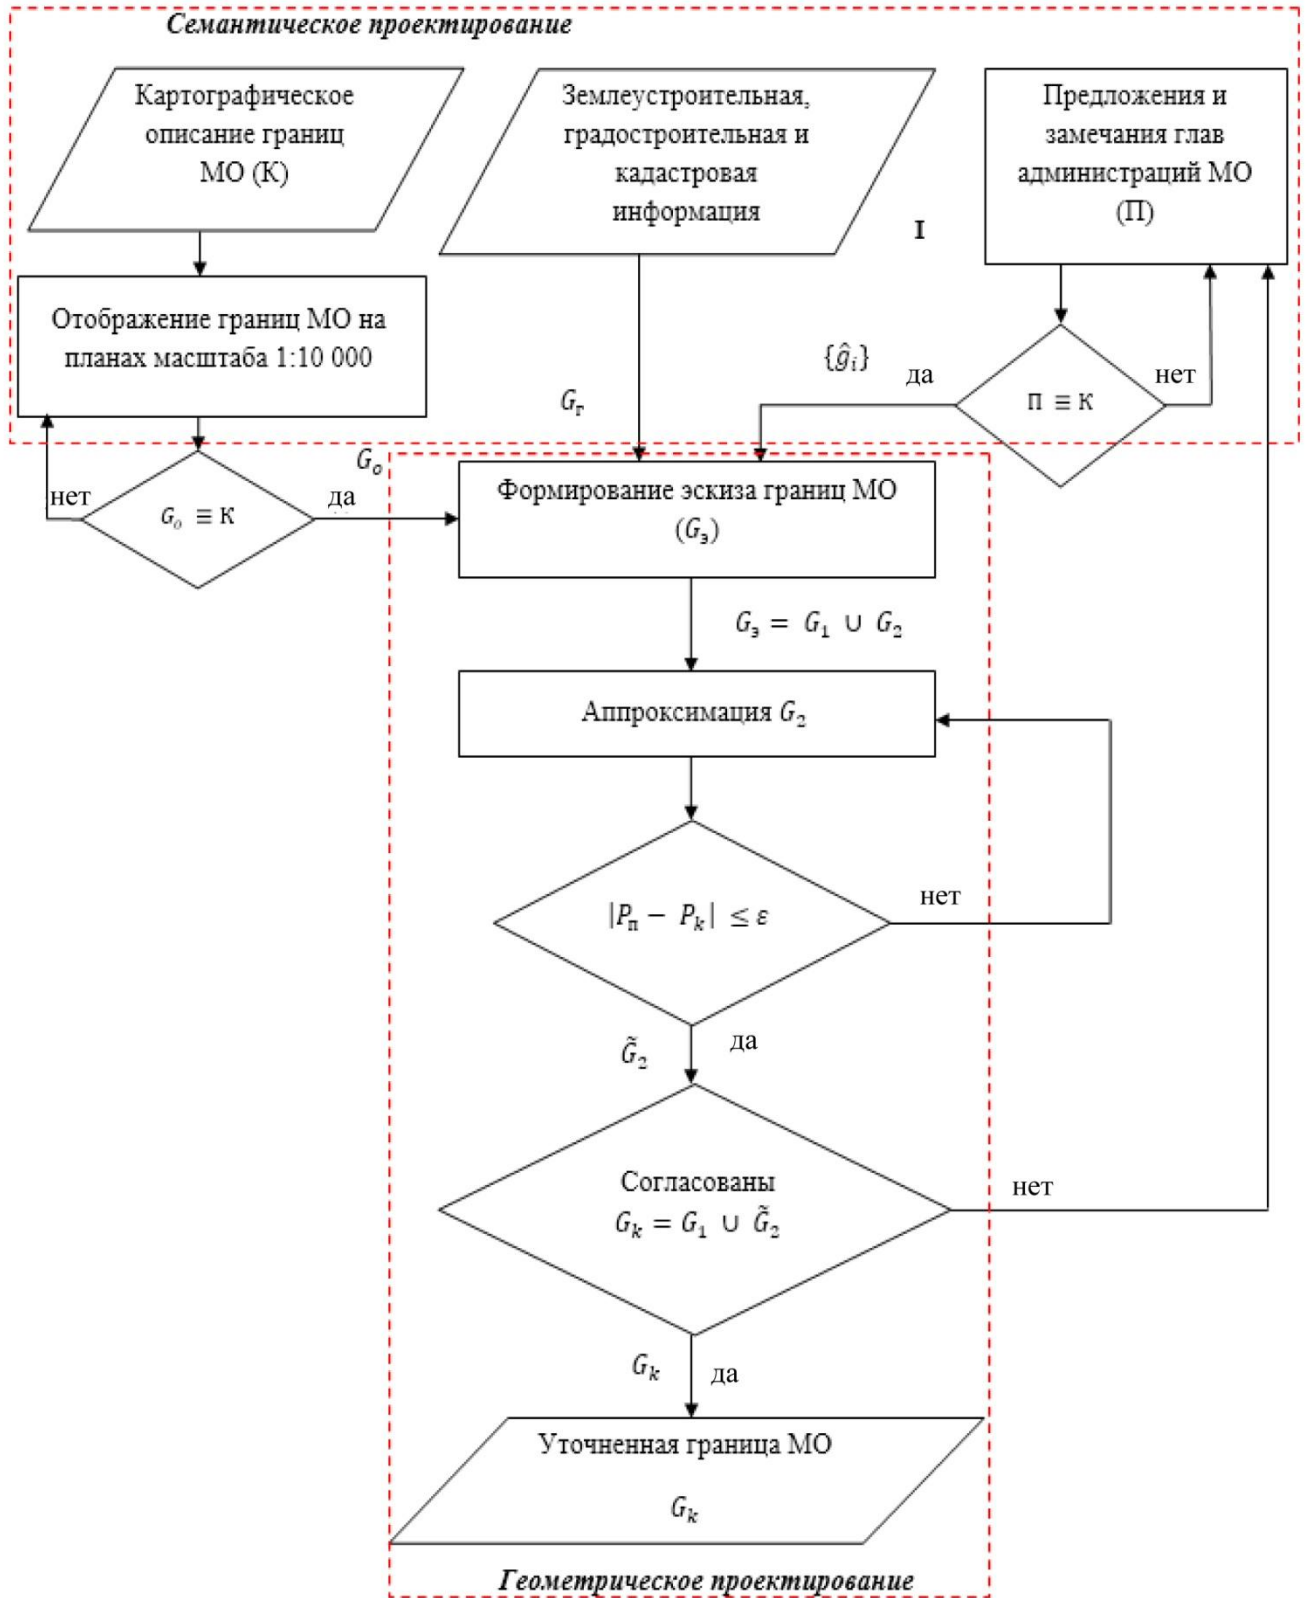 Семантическое проектирование
Картографическое
описание границ
МО (К)
Землеустроительная,
градостроительная и
кадастровая
информация
Предложения и
замечания глав
администраций МО
(П)
I
Отображение границ МО на
планах масштаба 1:10 000
{ĝᵢ}
да
П ≡ К
нет
Gг
Gₒ
нет
Gₒ ≡ К
да
Формирование эскиза границ МО
(Gэ)
Gэ = G₁ ∪ G₂
Аппроксимация G₂
|Pп − Pₖ| ≤ ε
нет
G̃₂
да
Согласованы
Gₖ = G₁ ∪ G̃₂
нет
Gₖ
да
Уточненная граница МО
Gₖ
Геометрическое проектирование